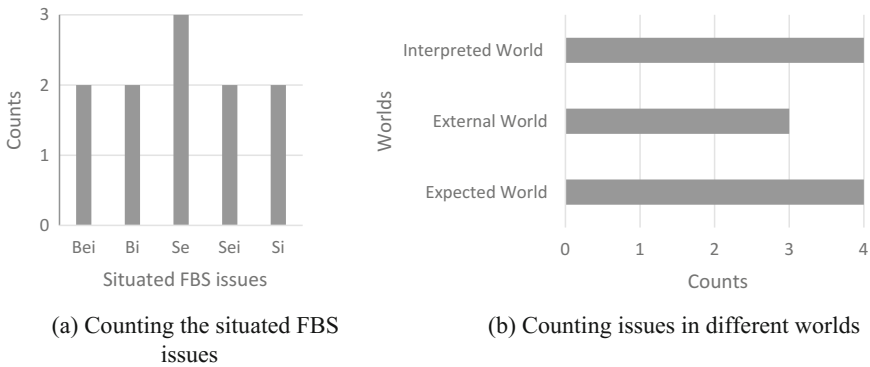 3
2
1
0
Counts
Bei Bi Se Sei Si
Situated FBS issues
(a) Counting the situated FBS
issues
Worlds
Interpreted World
External World
Expected World
0 1 2 3 4
Counts
(b) Counting issues in different worlds